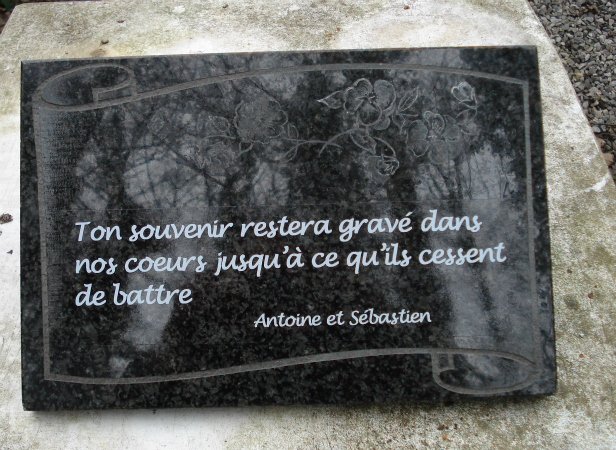 Ton souvenir restera gravé dans
nos coeurs jusqu'à ce qu'ils cessent
de battre
Antoine et Sébastien